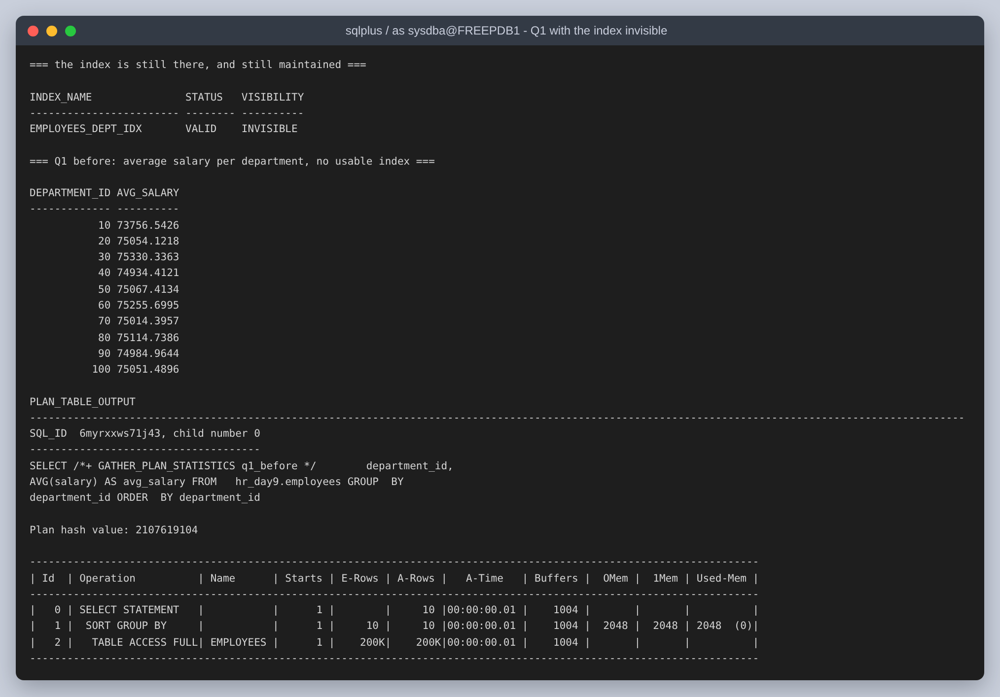 sqlplus / as sysdba@FREEPDB1 - Q1 with the index invisible
=== the index is still there, and still maintained ===
INDEX_NAME               STATUS   VISIBILITY
------------------------ -------- ----------
EMPLOYEES_DEPT_IDX       VALID    INVISIBLE
=== Q1 before: average salary per department, no usable index ===
DEPARTMENT_ID AVG_SALARY
------------- ----------
           10 73756.5426
           20 75054.1218
           30 75330.3363
           40 74934.4121
           50 75067.4134
           60 75255.6995
           70 75014.3957
           80 75114.7386
           90 74984.9644
          100 75051.4896
PLAN_TABLE_OUTPUT
------------------------------------------------------------------------------------------------------------------------------------------------------
SQL_ID  6myrxxws71j43, child number 0
-------------------------------------
SELECT /*+ GATHER_PLAN_STATISTICS q1_before */        department_id,
AVG(salary) AS avg_salary FROM   hr_day9.employees GROUP  BY
department_id ORDER  BY department_id
Plan hash value: 2107619104
---------------------------------------------------------------------------------------------------------------------
| Id  | Operation          | Name      | Starts | E-Rows | A-Rows |   A-Time   | Buffers |  OMem |  1Mem | Used-Mem |
---------------------------------------------------------------------------------------------------------------------
|   0 | SELECT STATEMENT   |           |      1 |        |     10 |00:00:00.01 |    1004 |       |       |          |
|   1 |  SORT GROUP BY     |           |      1 |     10 |     10 |00:00:00.01 |    1004 |  2048 |  2048 | 2048  (0)|
|   2 |   TABLE ACCESS FULL| EMPLOYEES |      1 |    200K|    200K|00:00:00.01 |    1004 |       |       |          |
---------------------------------------------------------------------------------------------------------------------